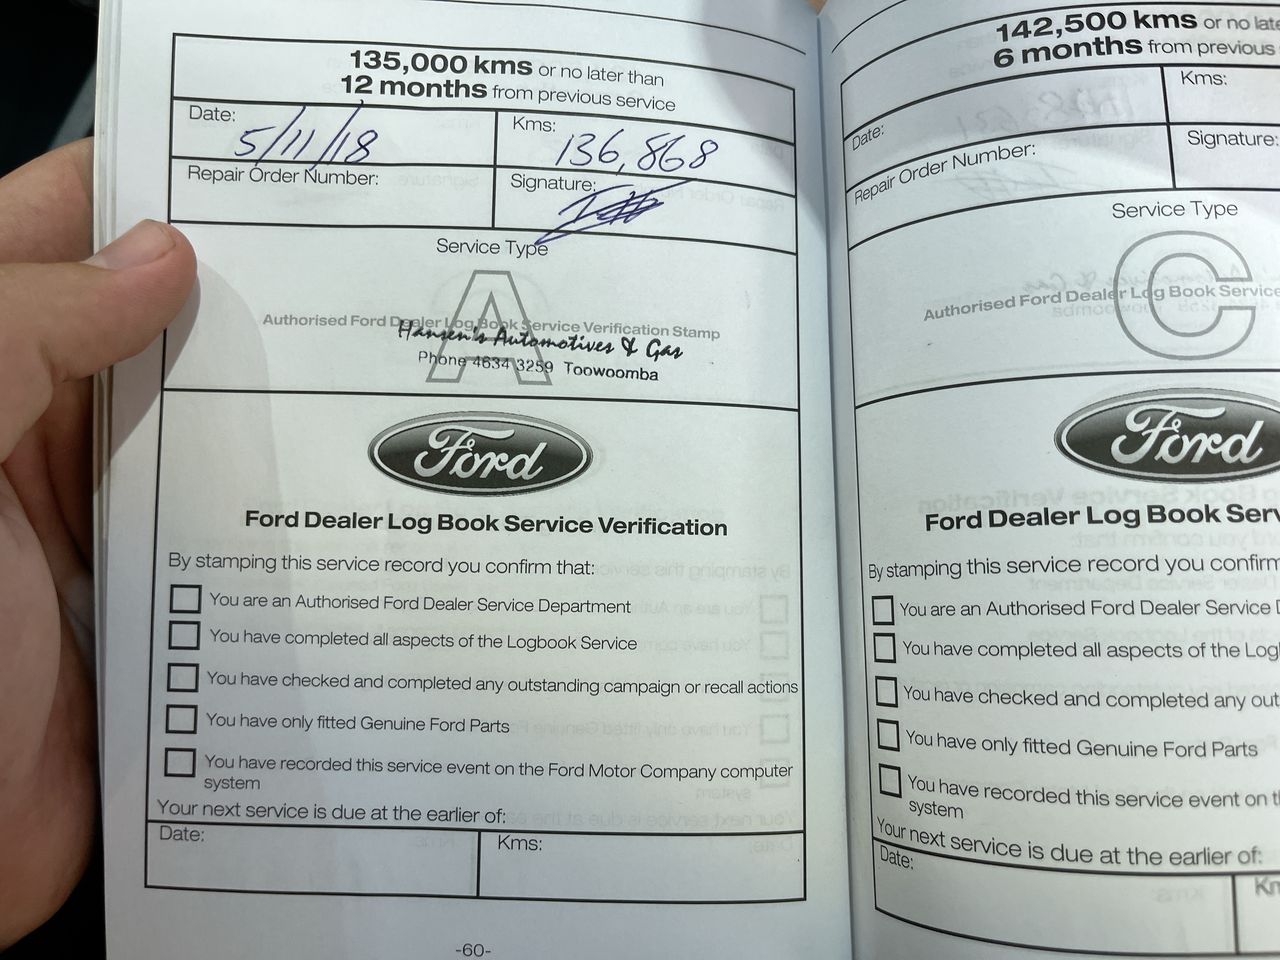 135,000 kms or no later than
12 months from previous service
Date:
5/11/18
Kms:
136,868
Repair Order Number:
Signature:
Service Type
A
Authorised Ford Dealer Log Book Service Verification Stamp
Hansen's Automotives & Gas
Phone 4634 3259 Toowoomba
Ford
Ford Dealer Log Book Service Verification
By stamping this service record you confirm that:
You are an Authorised Ford Dealer Service Department
You have completed all aspects of the Logbook Service
You have checked and completed any outstanding campaign or recall actions
You have only fitted Genuine Ford Parts
You have recorded this service event on the Ford Motor Company computer
system
Your next service is due at the earlier of:
Date:
Kms:
-60-
142,500 kms or no late
6 months from previous
Date:
Kms:
Repair Order Number:
Signature:
Service Type
C
Authorised Ford Dealer Log Book Service
Ford
Ford Dealer Log Book Serv
By stamping this service record you confirm
You are an Authorised Ford Dealer Service D
You have completed all aspects of the Log
You have checked and completed any out
You have only fitted Genuine Ford Parts
You have recorded this service event on th
system
Your next service is due at the earlier of:
Date:
Km